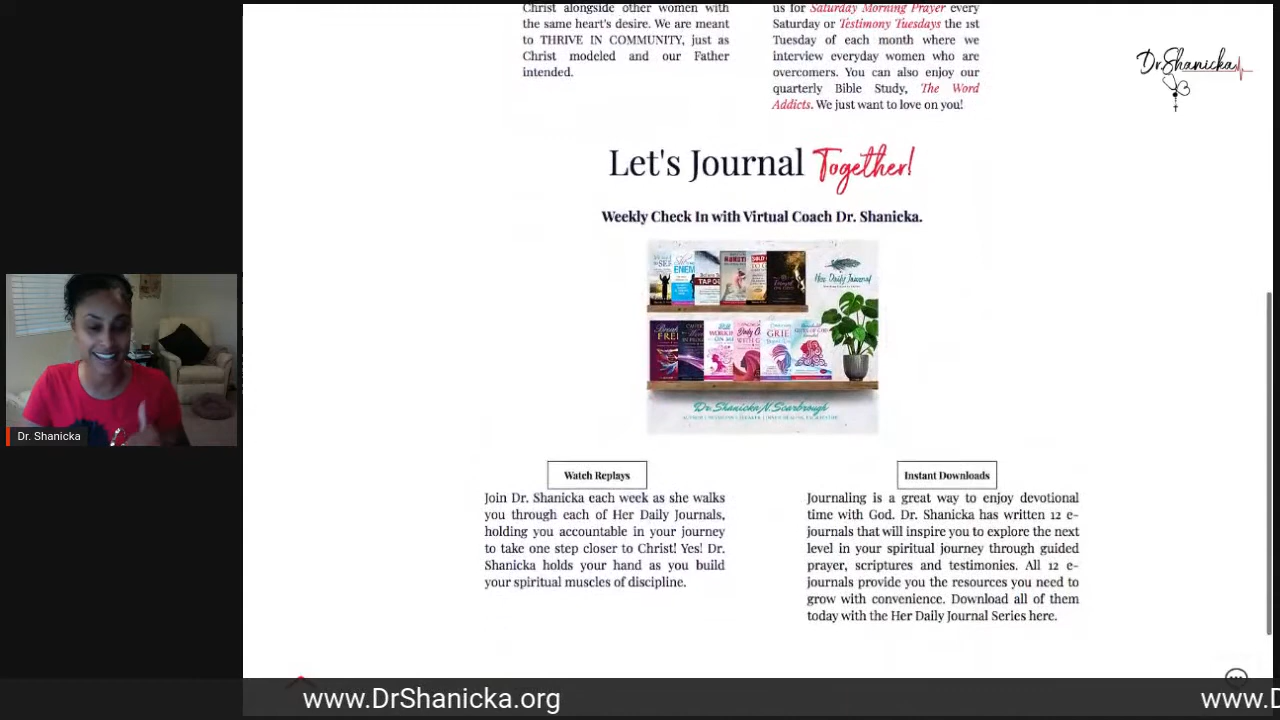 Christ alongside other women with
the same heart's desire. We are meant
to THRIVE IN COMMUNITY, just as
Christ modeled and our Father
intended.
us for Saturday Morning Prayer every
Saturday or Testimony Tuesdays the 1st
Tuesday of each month where we
interview everyday women who are
overcomers. You can also enjoy our
quarterly Bible Study, The Word
Addicts. We just want to love on you!
DrShanicka
Let's Journal Together!
Weekly Check In with Virtual Coach Dr. Shanicka.
Her Daily Journal
Dr. Shanicka N. Scarbrough
Dr. Shanicka
Watch Replays
Join Dr. Shanicka each week as she walks
you through each of Her Daily Journals,
holding you accountable in your journey
to take one step closer to Christ! Yes! Dr.
Shanicka holds your hand as you build
your spiritual muscles of discipline.
Instant Downloads
Journaling is a great way to enjoy devotional
time with God. Dr. Shanicka has written 12 e-
journals that will inspire you to explore the next
level in your spiritual journey through guided
prayer, scriptures and testimonies. All 12 e-
journals provide you the resources you need to
grow with convenience. Download all of them
today with the Her Daily Journal Series here.
www.DrShanicka.org
www.D